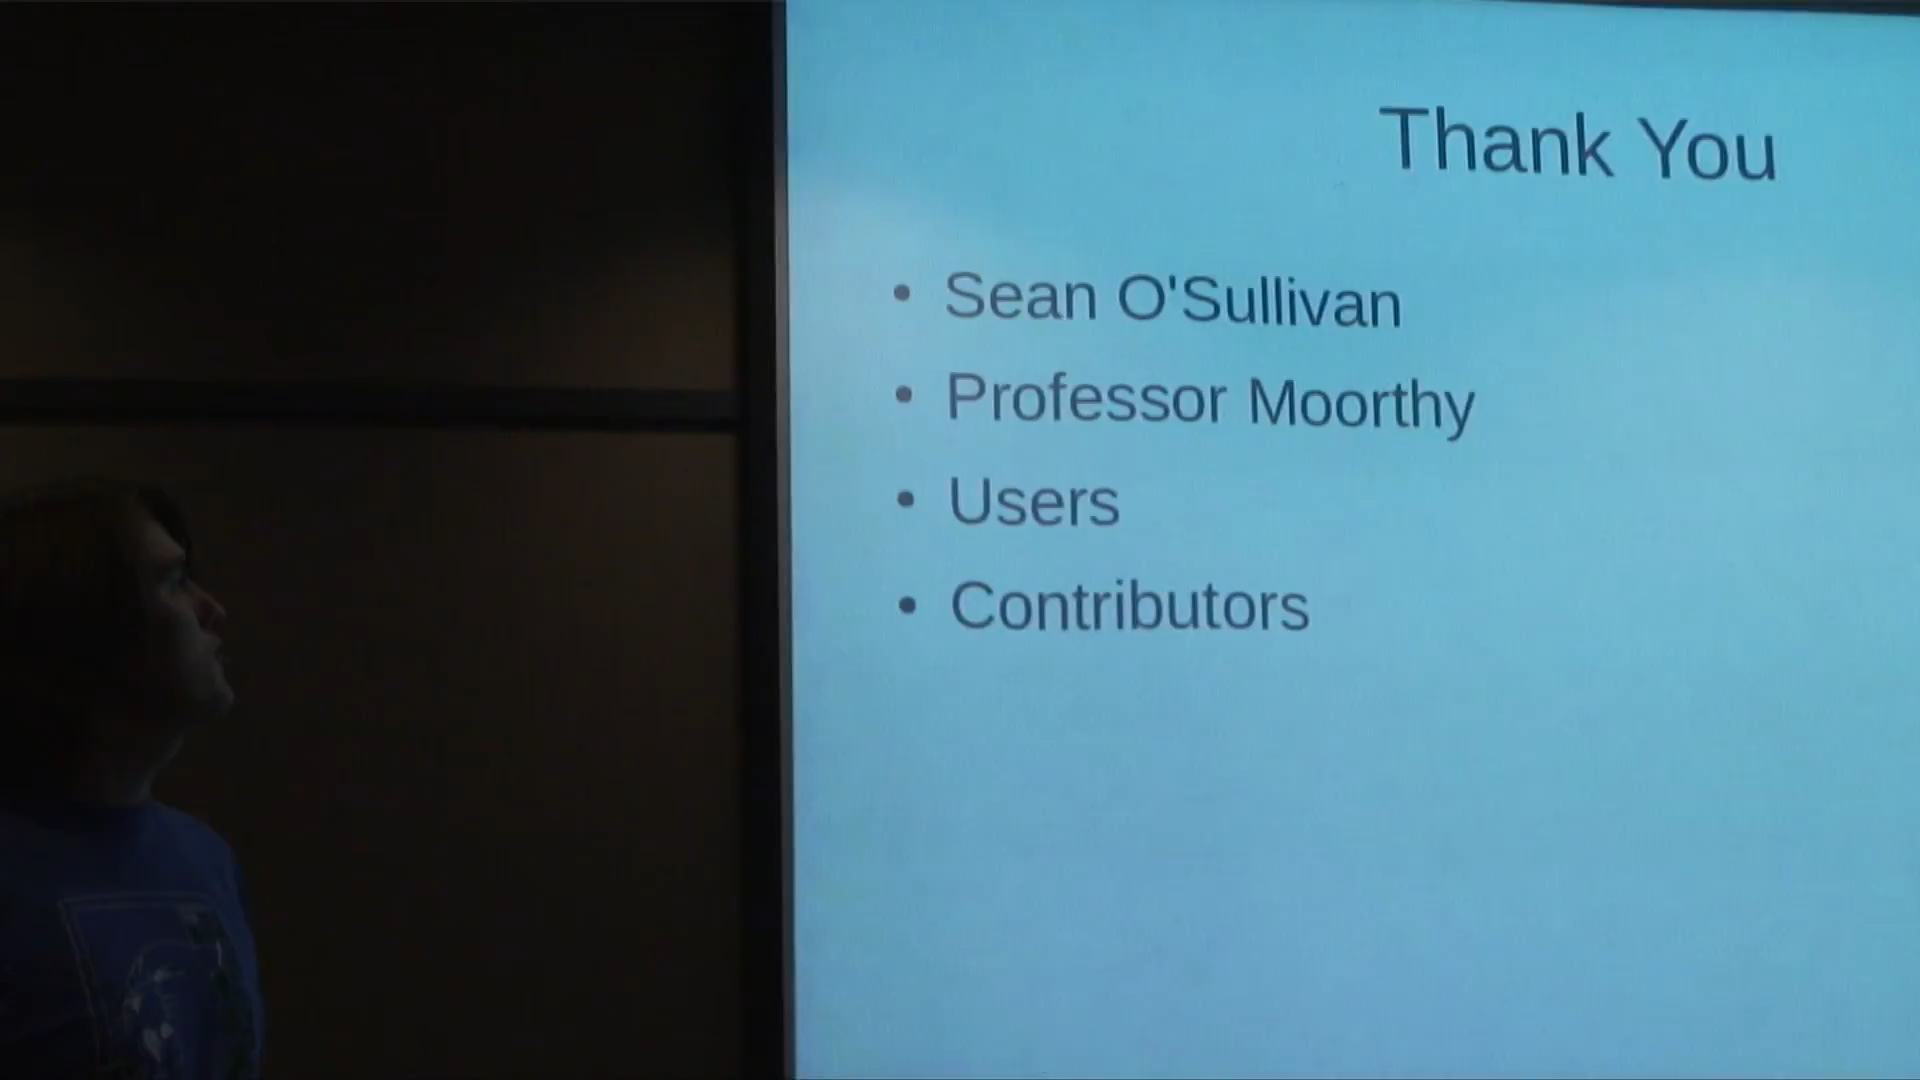 Thank You
• Sean O'Sullivan
• Professor Moorthy
• Users
• Contributors